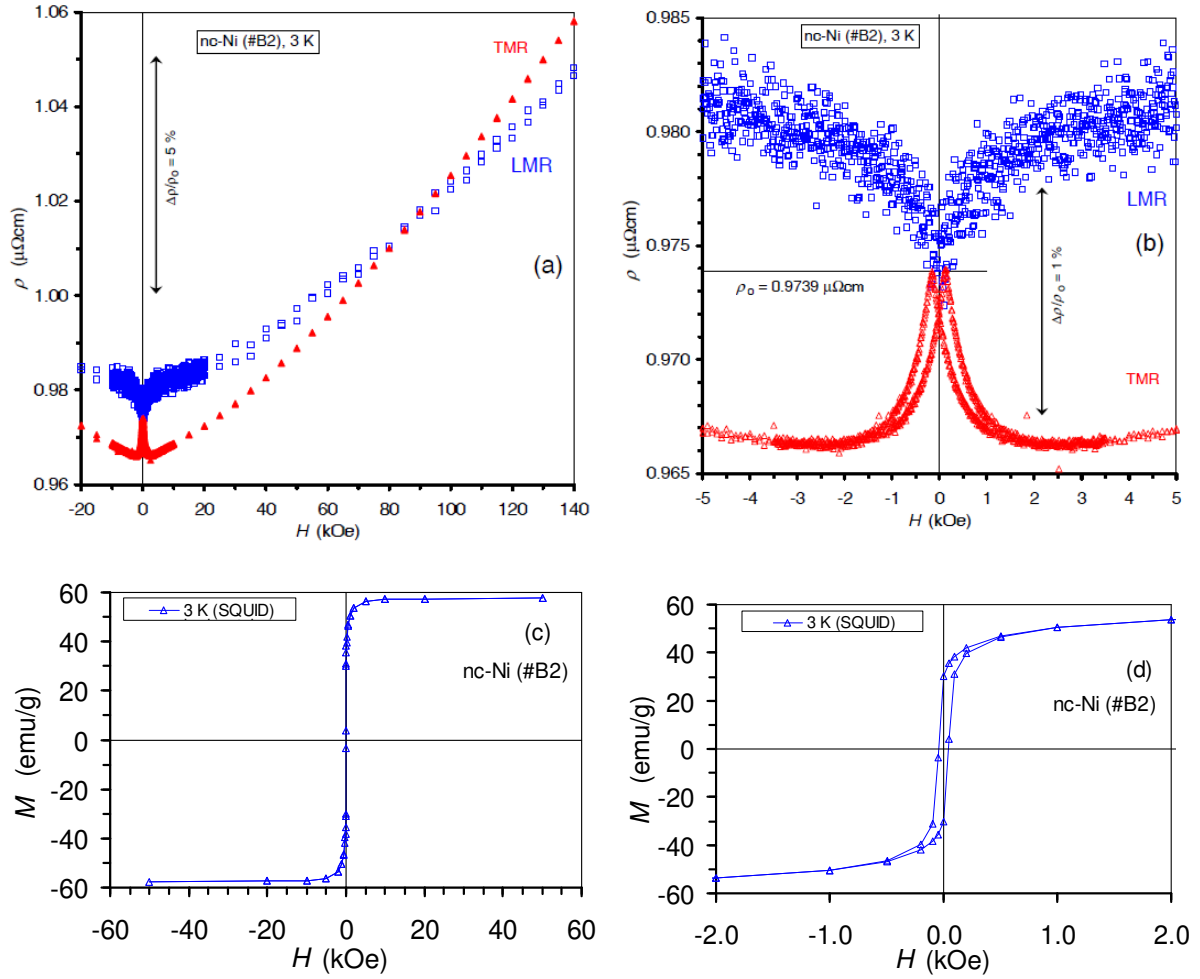 1.06
1.04
1.02
1.00
0.98
0.96
-20 0 20 40 60 80 100 120 140
ρ (μΩcm)
H (kOe)
nc-Ni (#B2), 3 K
TMR
LMR
Δρ/ρ₀ = 5 %
(a)
0.985
0.980
0.975
0.970
0.965
-5 -4 -3 -2 -1 0 1 2 3 4 5
ρ (μΩcm)
H (kOe)
nc-Ni (#B2), 3 K
LMR
(b)
ρ₀ = 0.9739 μΩcm
Δρ/ρ₀ = 1 %
TMR
60
40
20
0
-20
-40
-60
-60 -40 -20 0 20 40 60
M (emu/g)
H (kOe)
3 K (SQUID)
(c)
nc-Ni (#B2)
60
40
20
0
-20
-40
-60
-2.0 -1.0 0.0 1.0 2.0
M (emu/g)
H (kOe)
3 K (SQUID)
(d)
nc-Ni (#B2)